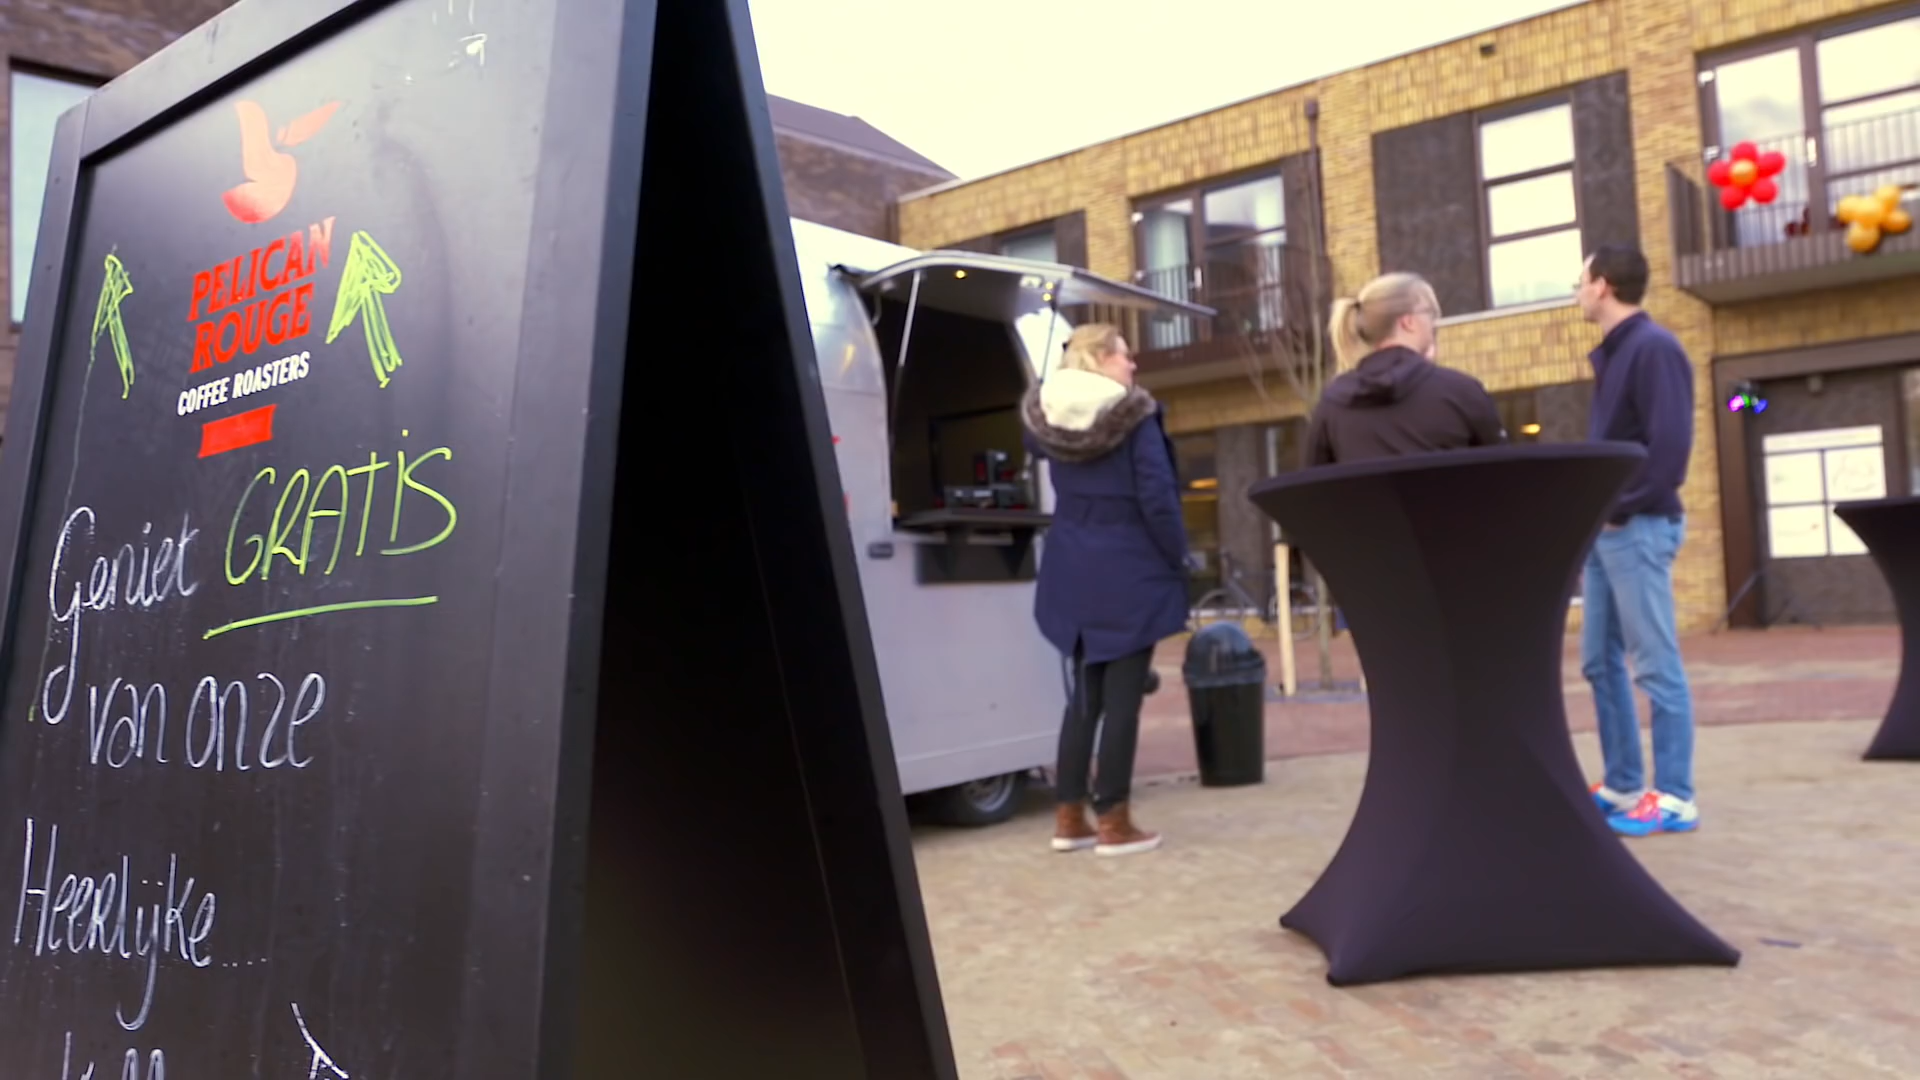 PELICAN
ROUGE
COFFEE ROASTERS
Geniet GRATIS
van onze
Heerlijke....